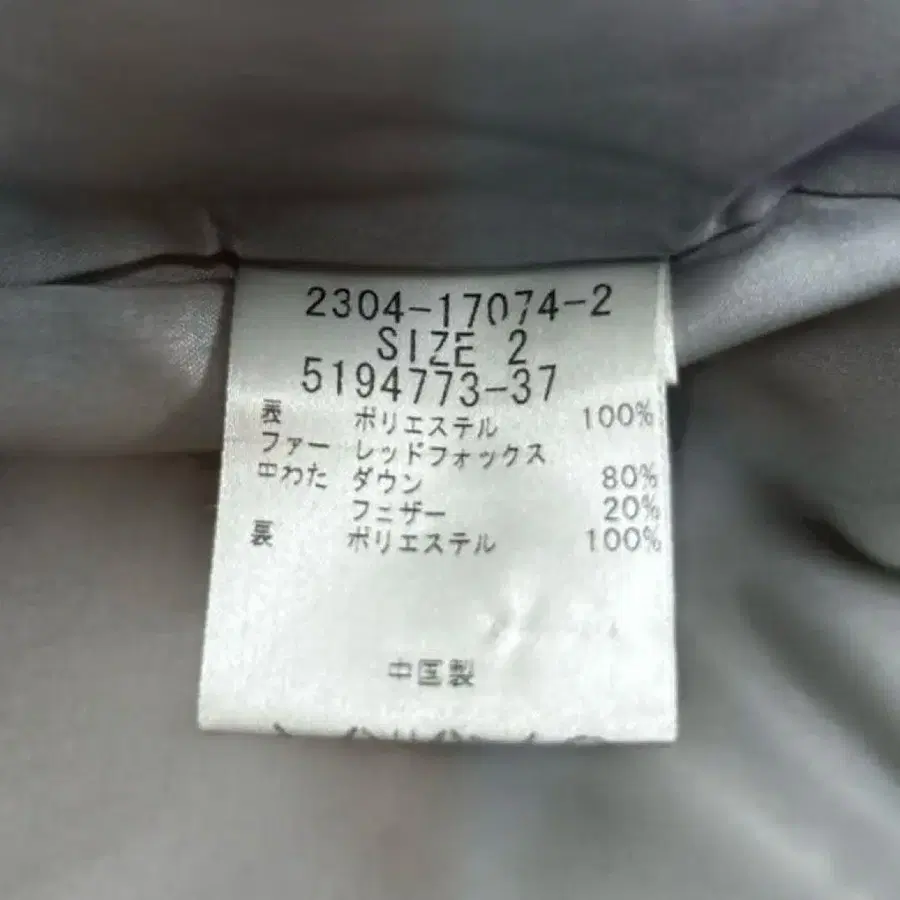 2304-17074-2
SIZE 2
5194773-37
表 ポリエステル 100%
ファー レッドフォックス
中わた ダウン 80%
フェザー 20%
裏 ポリエステル 100%
中国製